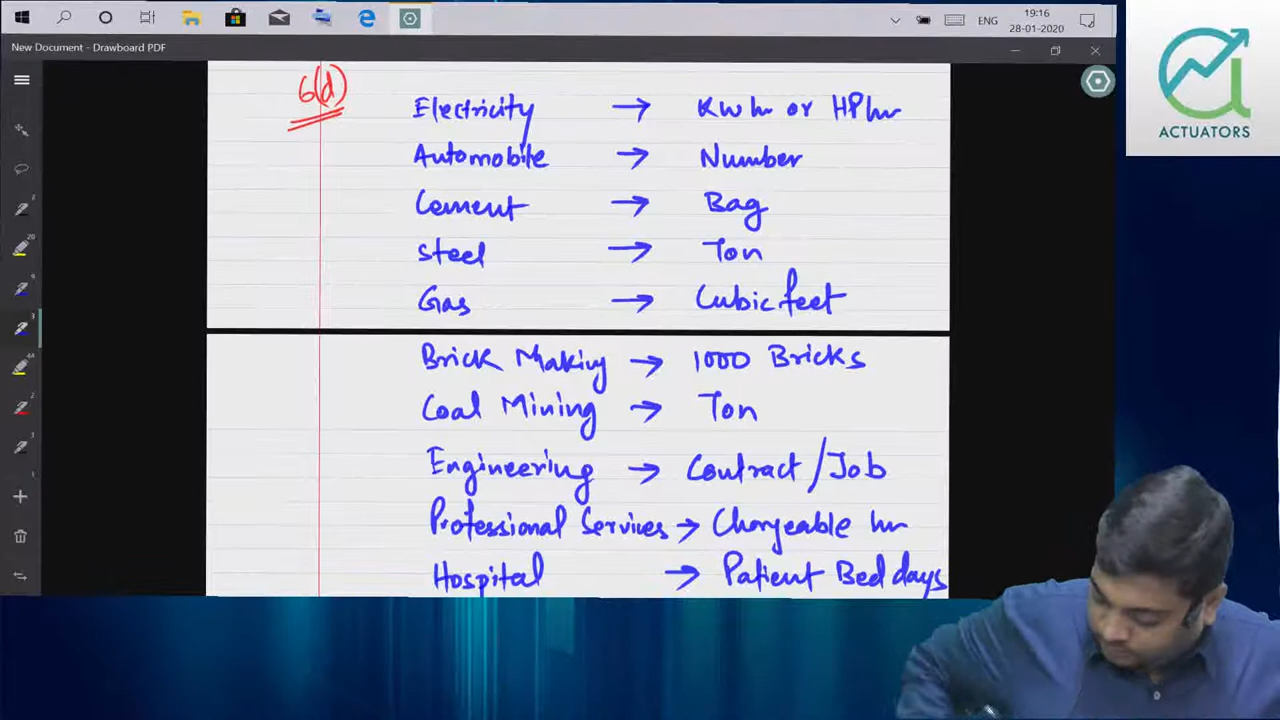 19:16
ENG
28-01-2020
New Document - Drawboard PDF
ACTUATORS
6(d)
Electricity → Kwhr or HPhr
Automobile → Number
Cement → Bag
Steel → Ton
Gas → Cubic feet
Brick Making → 1000 Bricks
Coal Mining → Ton
Engineering → Contract/Job
Professional Services → Chargeable hr
Hospital → Patient Bed days